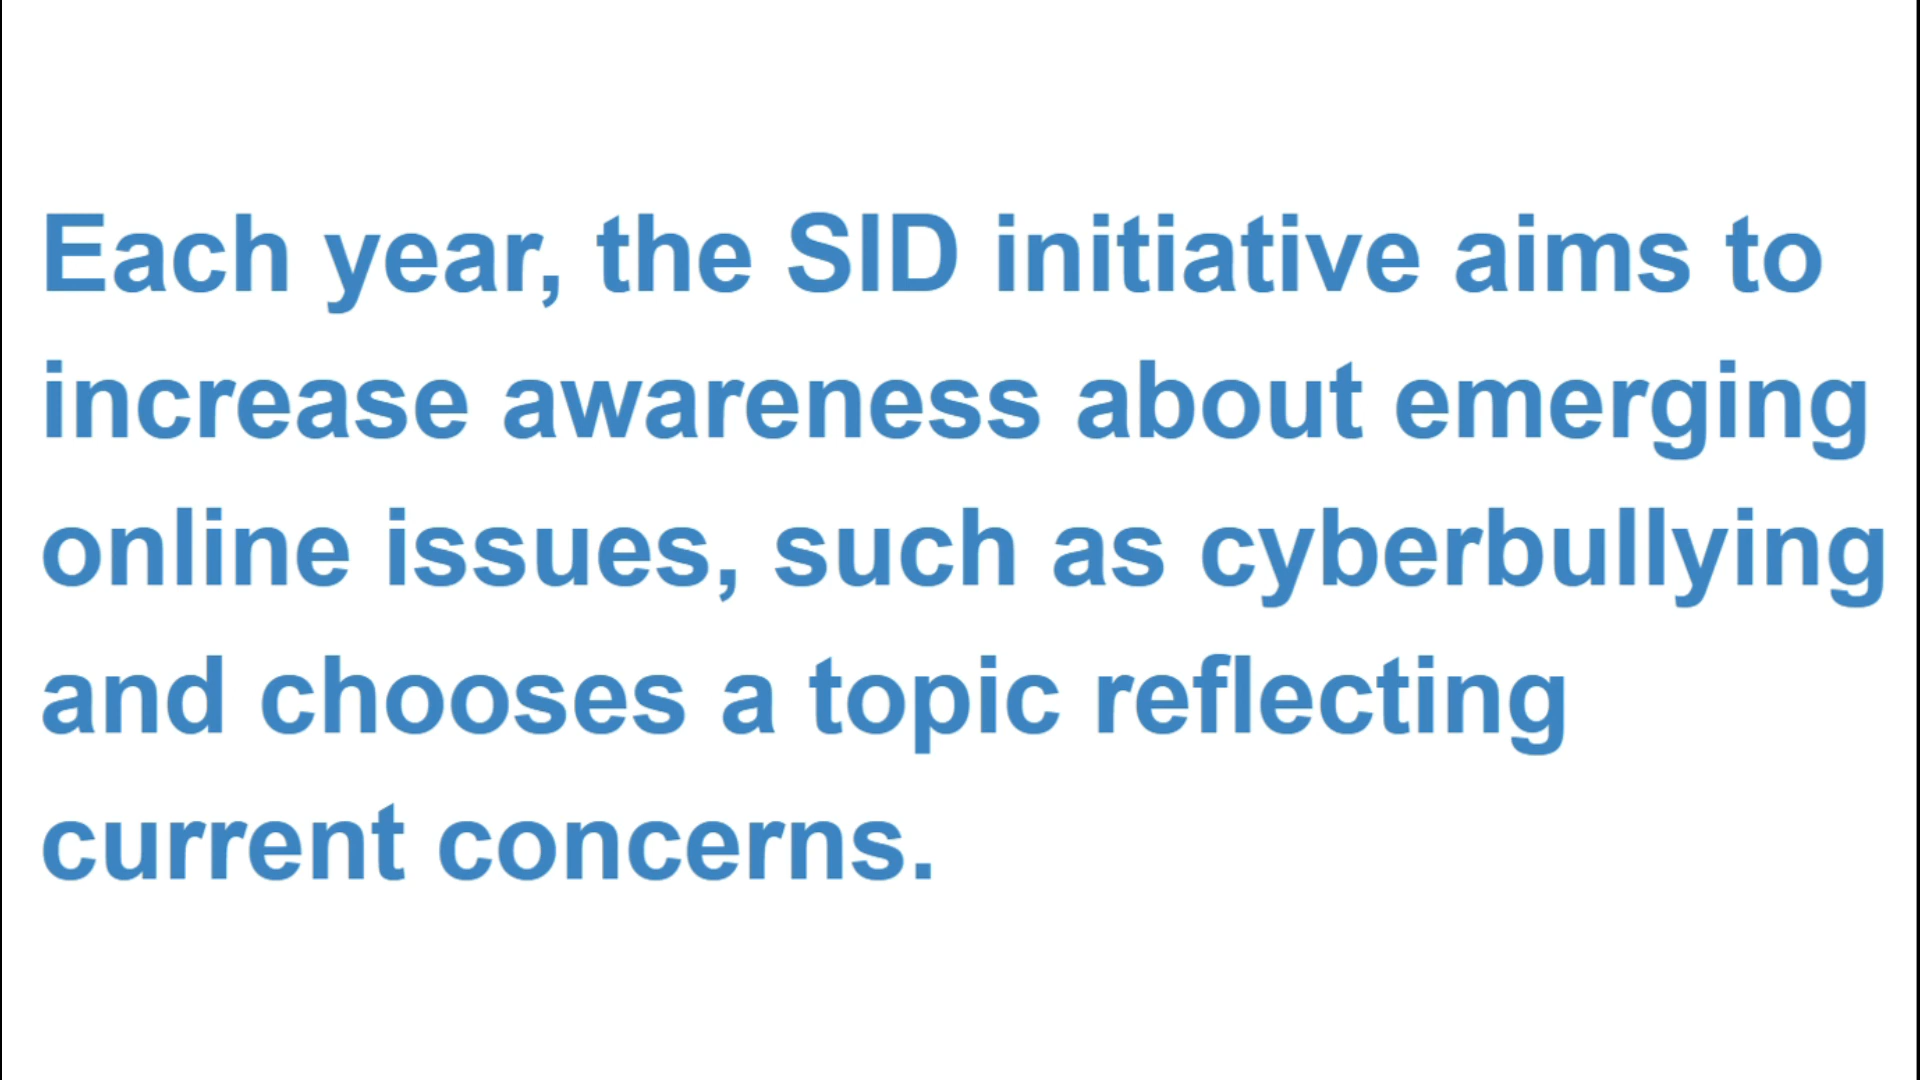 Each year, the SID initiative aims to
increase awareness about emerging
online issues, such as cyberbullying
and chooses a topic reflecting
current concerns.